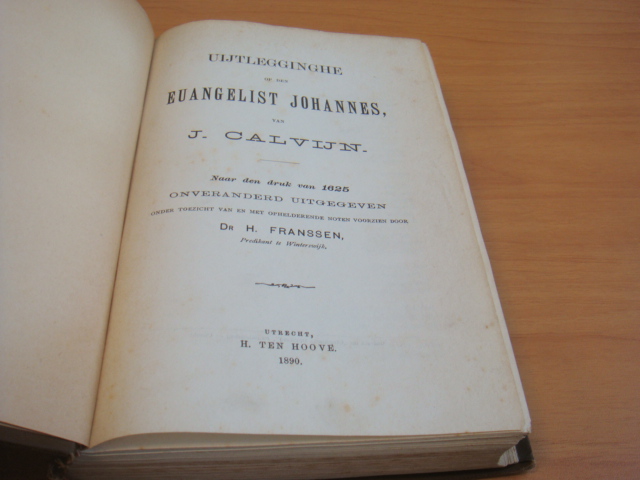 UIJTLEGGINGHE
OP DEN
EUANGELIST JOHANNES,
VAN
J. CALVIJN.
Naar den druk van 1625
ONVERANDERD UITGEGEVEN
ONDER TOEZICHT VAN EN MET OPHELDERENDE NOTEN VOORZIEN DOOR
DR H. FRANSSEN,
Predikant te Winterswijk,
UTRECHT,
H. TEN HOOVE.
1890.